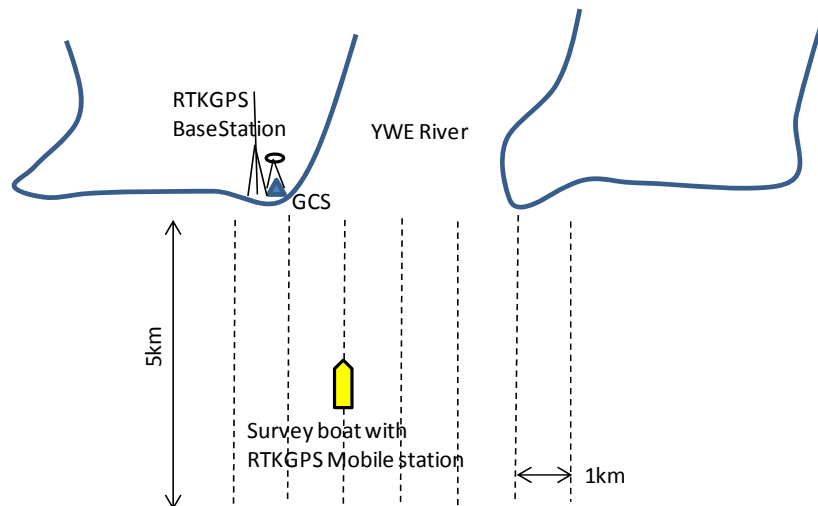 RTKGPS
BaseStation
YWE River
GCS
5km
Survey boat with
RTKGPS Mobile station
1km